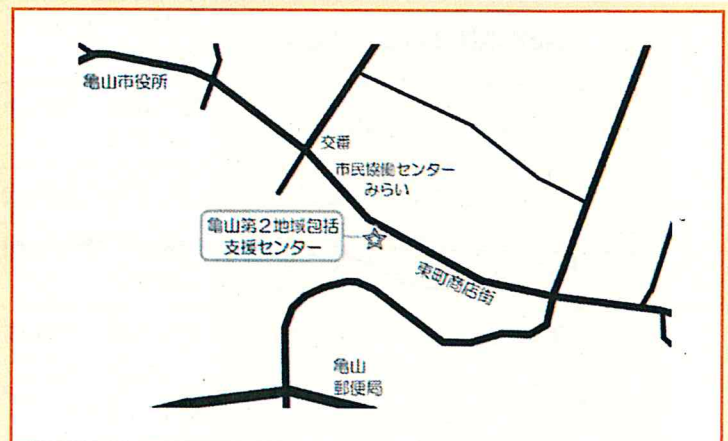 亀山市役所
交番
市民協働センター
みらい
亀山第2地域包括
支援センター
東町商店街
亀山
郵便局